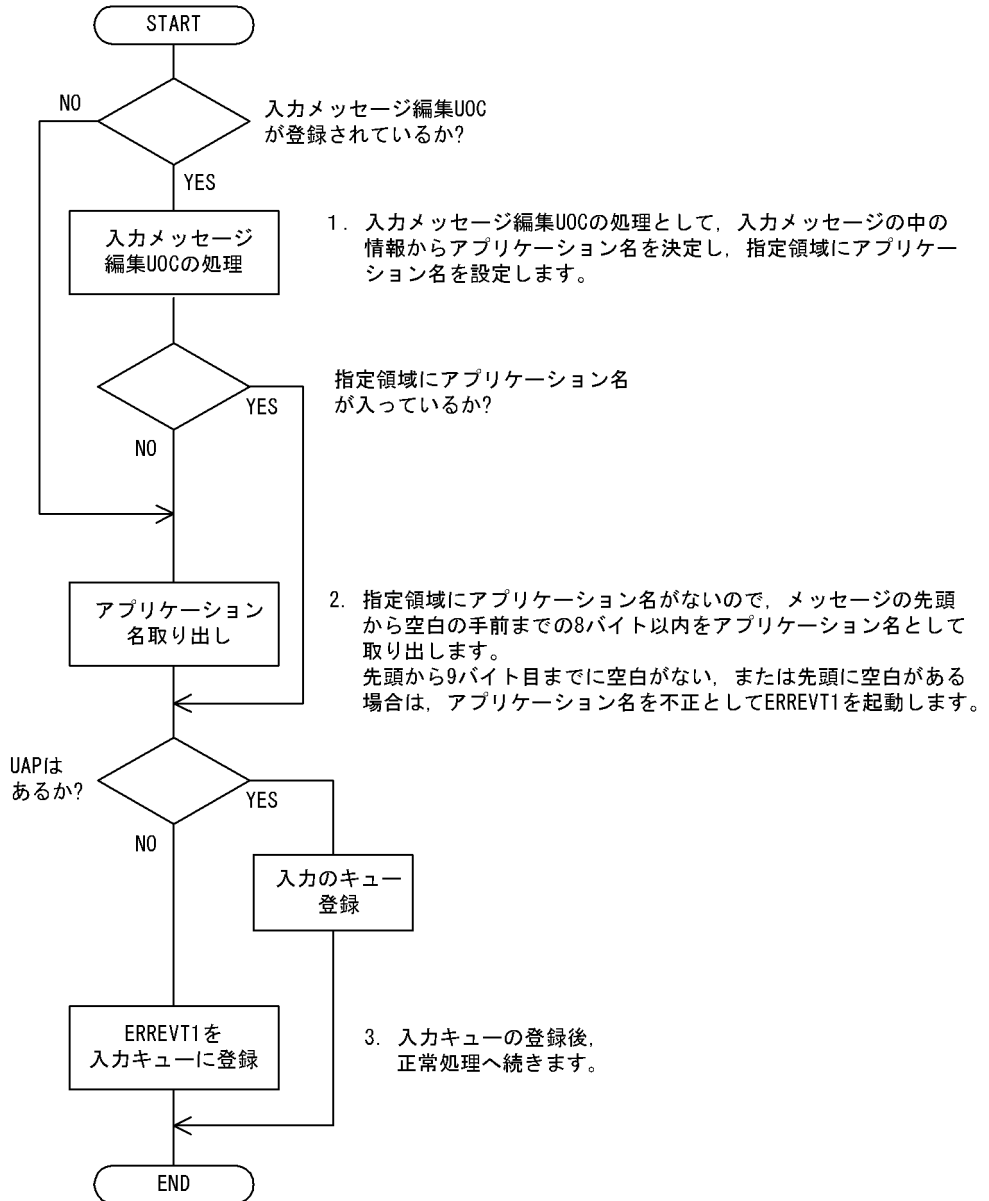 START
NO
入力メッセージ編集UOC
が登録されているか?
YES
入力メッセージ
編集UOCの処理
1. 入力メッセージ編集UOCの処理として，入力メッセージの中の
情報からアプリケーション名を決定し，指定領域にアプリケー
ション名を設定します。
指定領域にアプリケーション名
が入っているか?
YES
NO
アプリケーション
名取り出し
2. 指定領域にアプリケーション名がないので，メッセージの先頭
から空白の手前までの8バイト以内をアプリケーション名として
取り出します。
先頭から9バイト目までに空白がない，または先頭に空白がある
場合は，アプリケーション名を不正としてERREVT1を起動します。
UAPは
あるか?
YES
NO
入力のキュー
登録
ERREVT1を
入力キューに登録
3. 入力キューの登録後，
正常処理へ続きます。
END